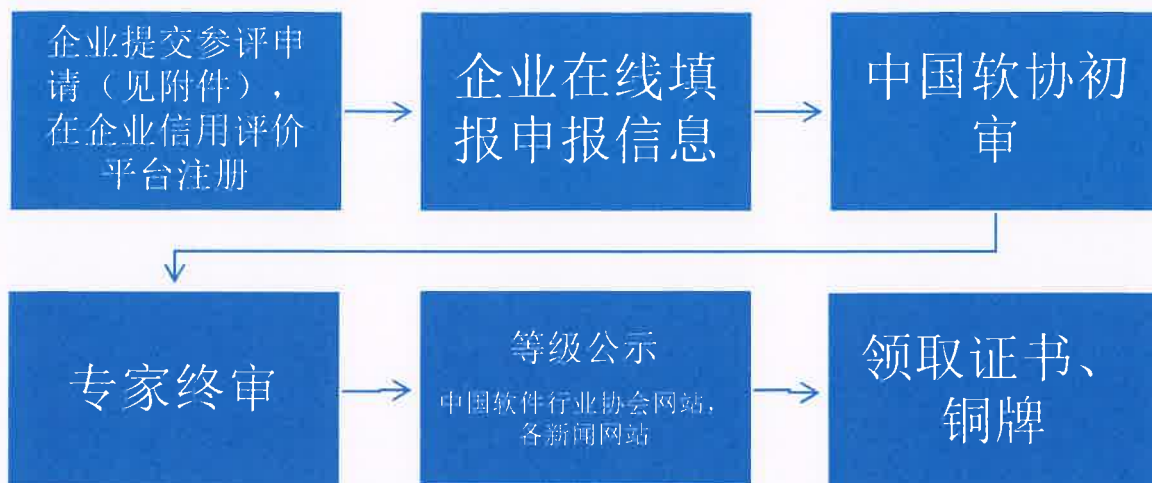 企业提交参评申
请（见附件），
在企业信用评价
平台注册
企业在线填
报申报信息
中国软协初
审
专家终审
等级公示
中国软件行业协会网站，
各新闻网站
领取证书、
铜牌